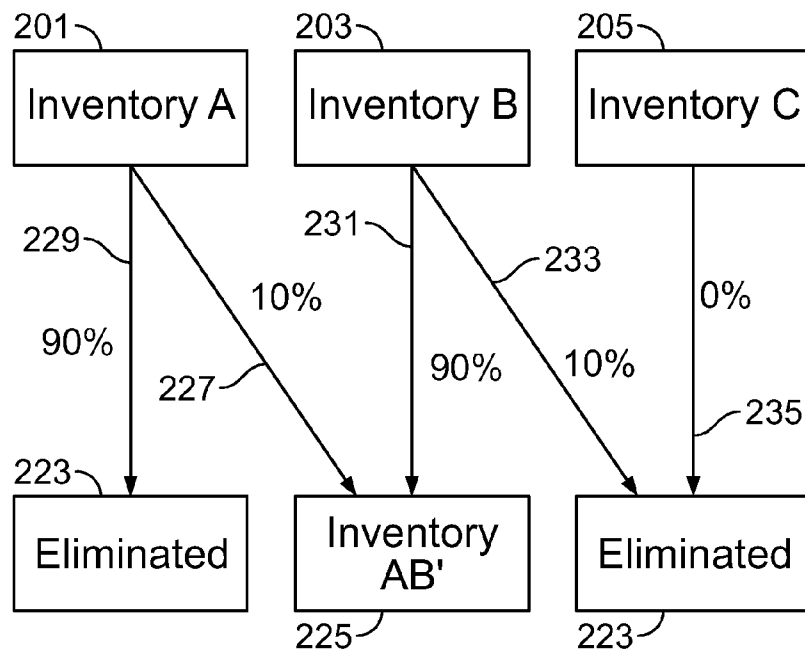 201
203
205
Inventory A
Inventory B
Inventory C
229
231
233
10%
0%
90%
227
90%
10%
235
223
Eliminated
Inventory
AB'
Eliminated
225
223